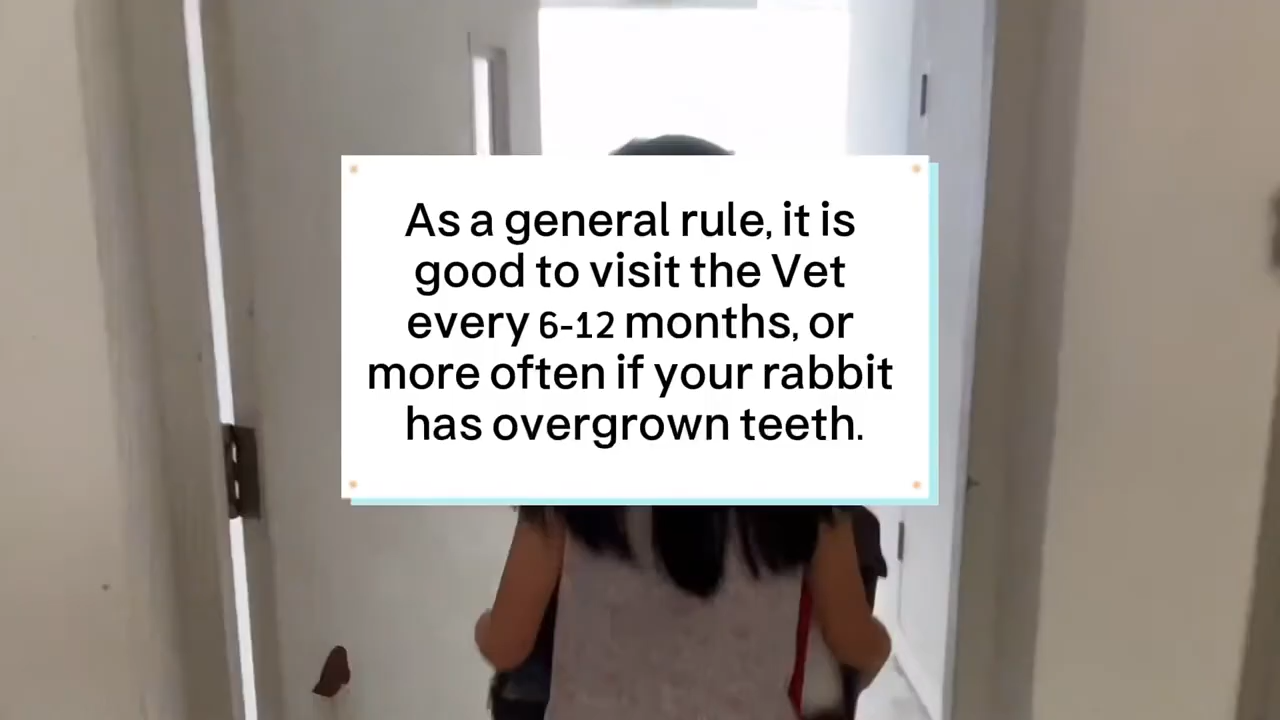 As a general rule, it is
good to visit the Vet
every 6-12 months, or
more often if your rabbit
has overgrown teeth.